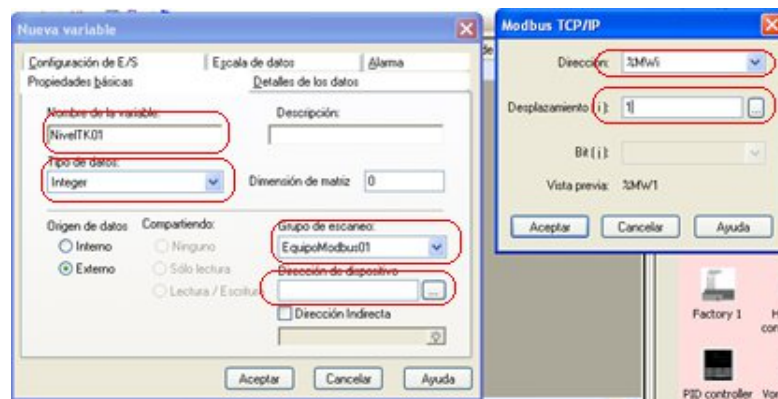 Nueva variable
Configuración de E/S
Escala de datos
Alarma
Propiedades básicas
Detalles de los datos
Nombre de la variable:
Descripción:
NivelTK01
Tipo de datos:
Integer
Dimensión de matriz
0
Origen de datos
Compartiendo:
Grupo de escaneo:
Interno
Ninguno
EquipoModbus01
Externo
Sólo lectura
Dirección de dispositivo
Lectura / Escritura
...
Dirección Indirecta
Aceptar
Cancelar
Ayuda
Modbus TCP/IP
Dirección:
%MWi
Desplazamiento ( i ):
1
...
Bit ( j ):
Vista previa:
%MW1
Aceptar
Cancelar
Ayuda
de
Factory 1
H
con
PID controller